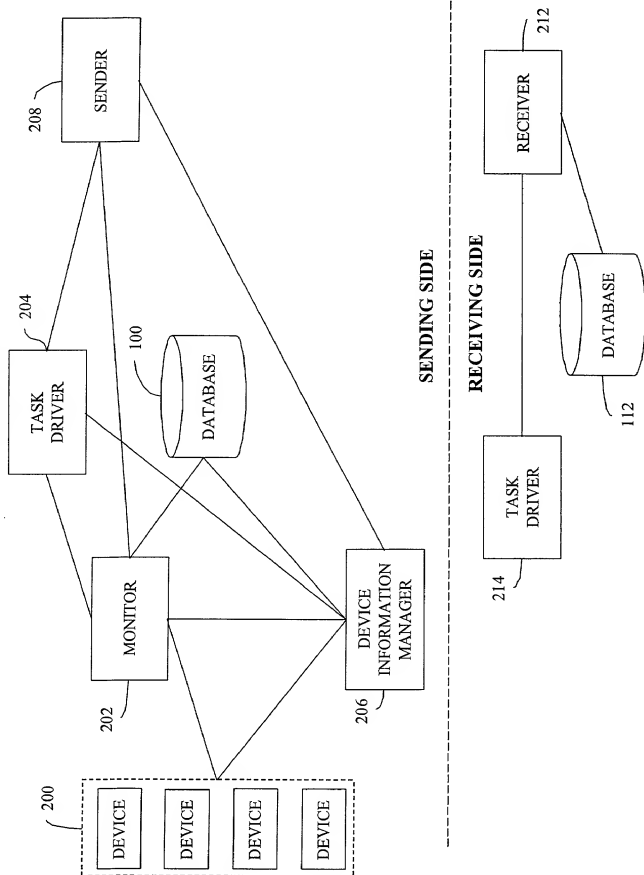 200
DEVICE
DEVICE
DEVICE
DEVICE
202
MONITOR
204
TASK
DRIVER
208
SENDER
100
DATABASE
206
DEVICE
INFORMATION
MANAGER
SENDING SIDE
RECEIVING SIDE
214
TASK
DRIVER
212
RECEIVER
112
DATABASE